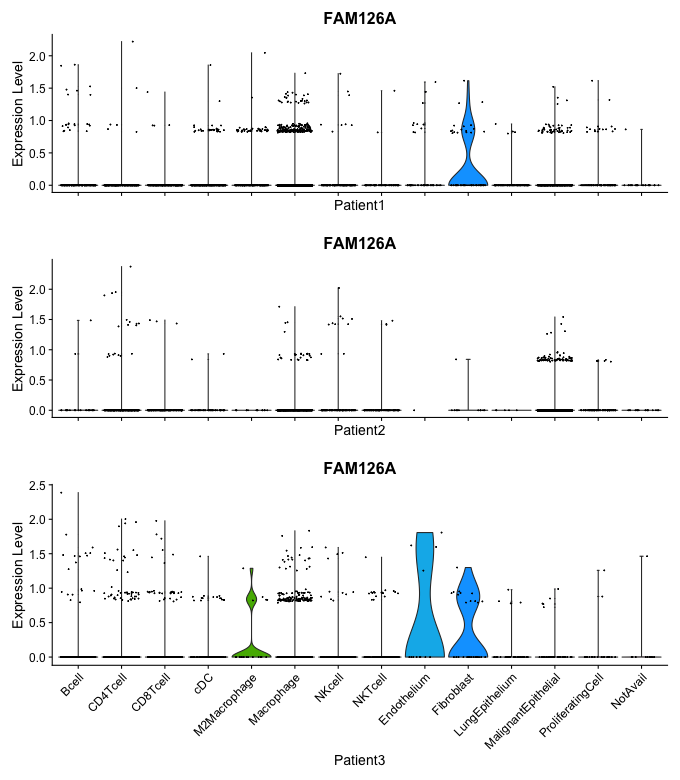 FAM126A
Expression Level
2.0
1.5
1.0
0.5
0.0
Patient1
FAM126A
Expression Level
2.0
1.5
1.0
0.5
0.0
Patient2
FAM126A
Expression Level
2.5
2.0
1.5
1.0
0.5
0.0
Bcell
CD4Tcell
CD8Tcell
cDC
M2Macrophage
Macrophage
NKcell
NKTcell
Endothelium
Fibroblast
LungEpithelium
MalignantEpithelial
ProliferatingCell
NotAvail
Patient3